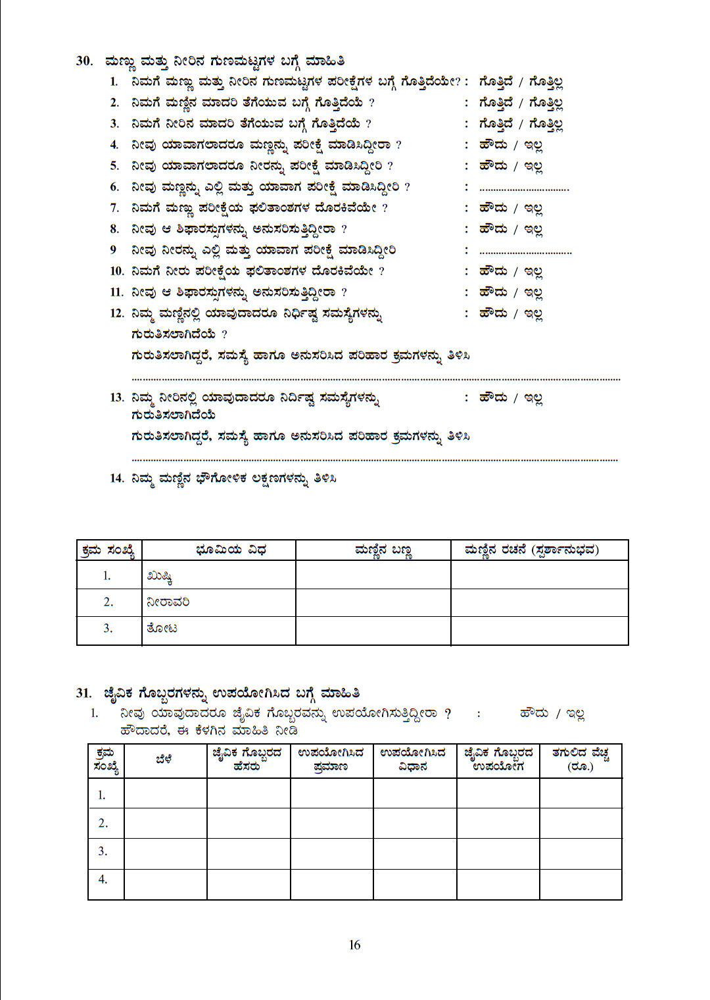 30. ಮಣ್ಣು ಮತ್ತು ನೀರಿನ ಗುಣಮಟ್ಟಗಳ ಬಗ್ಗೆ ಮಾಹಿತಿ
1. ನಿಮಗೆ ಮಣ್ಣು ಮತ್ತು ನೀರಿನ ಗುಣಮಟ್ಟಗಳ ಪರೀಕ್ಷೆಗಳ ಬಗ್ಗೆ ಗೊತ್ತಿದೆಯೇ? : ಗೊತ್ತಿದೆ / ಗೊತ್ತಿಲ್ಲ
2. ನಿಮಗೆ ಮಣ್ಣಿನ ಮಾದರಿ ತೆಗೆಯುವ ಬಗ್ಗೆ ಗೊತ್ತಿದೆಯೆ ? : ಗೊತ್ತಿದೆ / ಗೊತ್ತಿಲ್ಲ
3. ನಿಮಗೆ ನೀರಿನ ಮಾದರಿ ತೆಗೆಯುವ ಬಗ್ಗೆ ಗೊತ್ತಿದೆಯೆ ? : ಗೊತ್ತಿದೆ / ಗೊತ್ತಿಲ್ಲ
4. ನೀವು ಯಾವಾಗಲಾದರೂ ಮಣ್ಣನ್ನು ಪರೀಕ್ಷೆ ಮಾಡಿಸಿದ್ದೀರಾ ? : ಹೌದು / ಇಲ್ಲ
5. ನೀವು ಯಾವಾಗಲಾದರೂ ನೀರನ್ನು ಪರೀಕ್ಷೆ ಮಾಡಿಸಿದ್ದೀರಿ ? : ಹೌದು / ಇಲ್ಲ
6. ನೀವು ಮಣ್ಣನ್ನು ಎಲ್ಲಿ ಮತ್ತು ಯಾವಾಗ ಪರೀಕ್ಷೆ ಮಾಡಿಸಿದ್ದೀರಿ ? : .................................
7. ನಿಮಗೆ ಮಣ್ಣು ಪರೀಕ್ಷೆಯ ಫಲಿತಾಂಶಗಳ ದೊರಕಿವೆಯೇ ? : ಹೌದು / ಇಲ್ಲ
8. ನೀವು ಆ ಶಿಫಾರಸ್ಸುಗಳನ್ನು ಅನುಸರಿಸುತ್ತಿದ್ದೀರಾ ? : ಹೌದು / ಇಲ್ಲ
9 ನೀವು ನೀರನ್ನು ಎಲ್ಲಿ ಮತ್ತು ಯಾವಾಗ ಪರೀಕ್ಷೆ ಮಾಡಿಸಿದ್ದೀರಿ : ..................................
10. ನಿಮಗೆ ನೀರು ಪರೀಕ್ಷೆಯ ಫಲಿತಾಂಶಗಳ ದೊರಕಿವೆಯೇ ? : ಹೌದು / ಇಲ್ಲ
11. ನೀವು ಆ ಶಿಫಾರಸ್ಸುಗಳನ್ನು ಅನುಸರಿಸುತ್ತಿದ್ದೀರಾ ? : ಹೌದು / ಇಲ್ಲ
12. ನಿಮ್ಮ ಮಣ್ಣಿನಲ್ಲಿ ಯಾವುದಾದರೂ ನಿರ್ಧಿಷ್ಟ ಸಮಸ್ಯೆಗಳನ್ನು : ಹೌದು / ಇಲ್ಲ
ಗುರುತಿಸಲಾಗಿದೆಯೆ ?
ಗುರುತಿಸಲಾಗಿದ್ದರೆ, ಸಮಸ್ಯೆ ಹಾಗೂ ಅನುಸರಿಸಿದ ಪರಿಹಾರ ಕ್ರಮಗಳನ್ನು ತಿಳಿಸಿ
....................................................................................................
13. ನಿಮ್ಮ ನೀರಿನಲ್ಲಿ ಯಾವುದಾದರೂ ನಿರ್ದಿಷ್ಟ ಸಮಸ್ಯೆಗಳನ್ನು : ಹೌದು / ಇಲ್ಲ
ಗುರುತಿಸಲಾಗಿದೆಯೆ
ಗುರುತಿಸಲಾಗಿದ್ದರೆ, ಸಮಸ್ಯೆ ಹಾಗೂ ಅನುಸರಿಸಿದ ಪರಿಹಾರ ಕ್ರಮಗಳನ್ನು ತಿಳಿಸಿ
....................................................................................................
14. ನಿಮ್ಮ ಮಣ್ಣಿನ ಭೌಗೋಳಿಕ ಲಕ್ಷಣಗಳನ್ನು ತಿಳಿಸಿ
ಕ್ರಮ ಸಂಖ್ಯೆ ಭೂಮಿಯ ವಿಧ ಮಣ್ಣಿನ ಬಣ್ಣ ಮಣ್ಣಿನ ರಚನೆ (ಸ್ಪರ್ಶಾನುಭವ)
1. ಖುಷ್ಕಿ
2. ನೀರಾವರಿ
3. ತೋಟ
31. ಜೈವಿಕ ಗೊಬ್ಬರಗಳನ್ನು ಉಪಯೋಗಿಸಿದ ಬಗ್ಗೆ ಮಾಹಿತಿ
1. ನೀವು ಯಾವುದಾದರೂ ಜೈವಿಕ ಗೊಬ್ಬರವನ್ನು ಉಪಯೋಗಿಸುತ್ತಿದ್ದೀರಾ ? : ಹೌದು / ಇಲ್ಲ
ಹೌದಾದರೆ, ಈ ಕೆಳಗಿನ ಮಾಹಿತಿ ನೀಡಿ
ಕ್ರಮ ಸಂಖ್ಯೆ ಬೆಳೆ ಜೈವಿಕ ಗೊಬ್ಬರದ ಹೆಸರು ಉಪಯೋಗಿಸಿದ ಪ್ರಮಾಣ ಉಪಯೋಗಿಸಿದ ವಿಧಾನ ಜೈವಿಕ ಗೊಬ್ಬರದ ಉಪಯೋಗ ತಗುಲಿದ ವೆಚ್ಚ (ರೂ.)
1.
2.
3.
4.
16